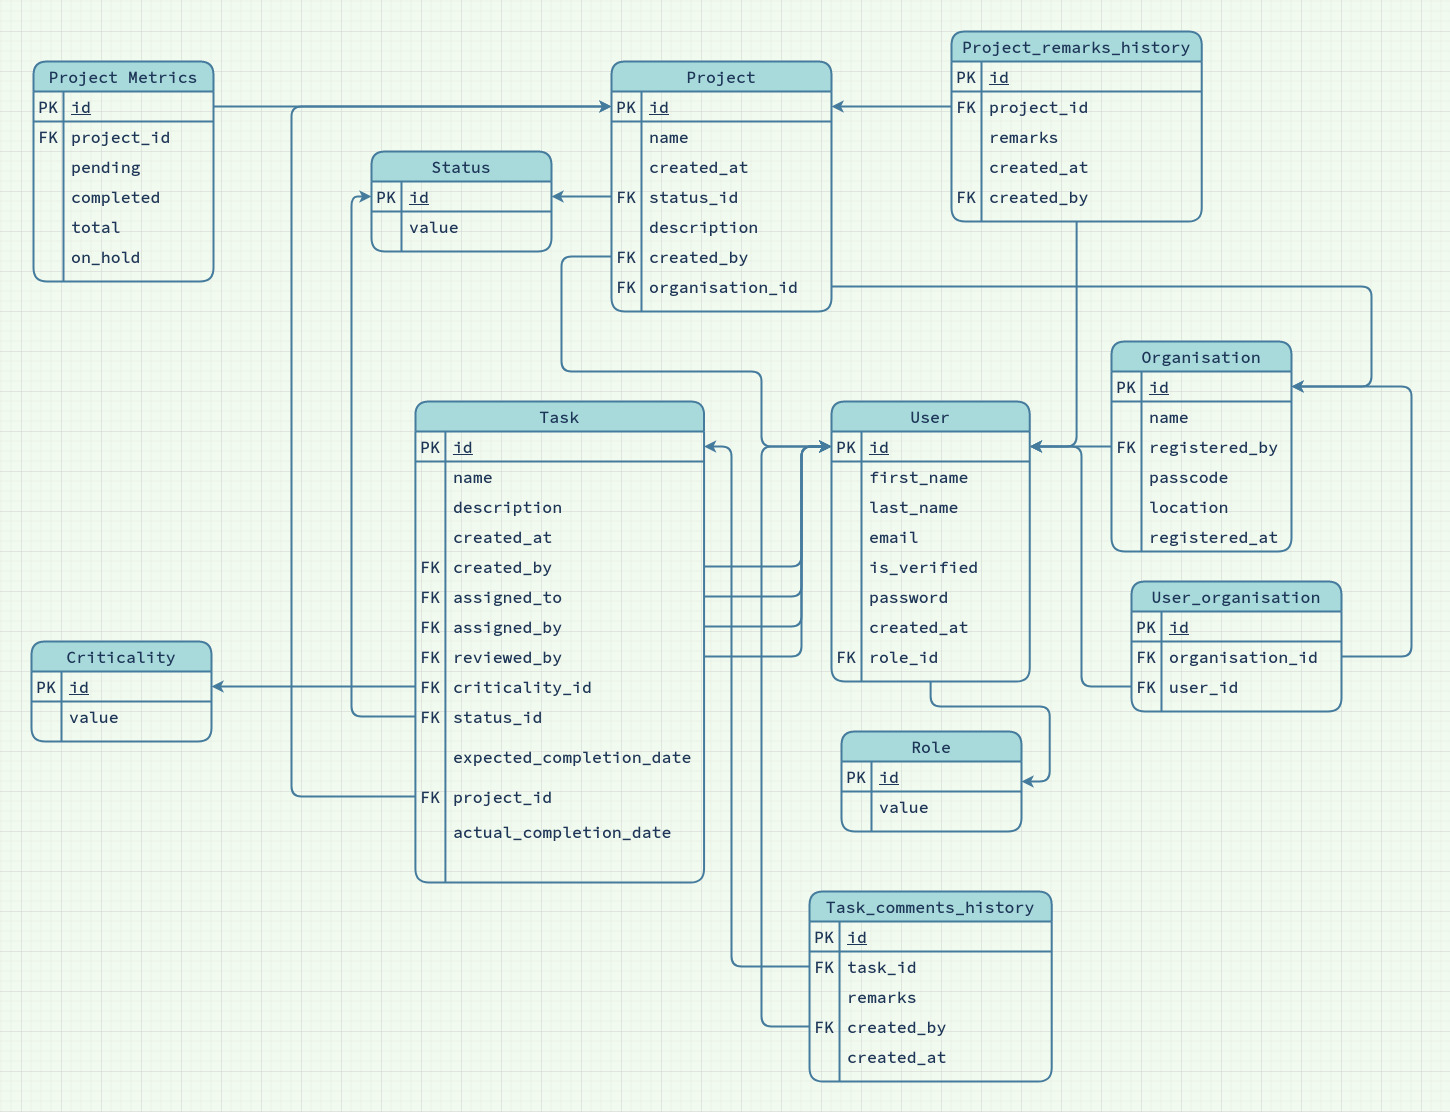 Project Metrics
PK id
FK project_id
pending
completed
total
on_hold
Status
PK id
value
Project
PK id
name
created_at
FK status_id
description
FK created_by
FK organisation_id
Project_remarks_history
PK id
FK project_id
remarks
created_at
FK created_by
Organisation
PK id
name
FK registered_by
passcode
location
registered_at
Task
PK id
name
description
created_at
FK created_by
FK assigned_to
FK assigned_by
FK reviewed_by
FK criticality_id
FK status_id
expected_completion_date
FK project_id
actual_completion_date
User
PK id
first_name
last_name
email
is_verified
password
created_at
FK role_id
User_organisation
PK id
FK organisation_id
FK user_id
Criticality
PK id
value
Role
PK id
value
Task_comments_history
PK id
FK task_id
remarks
FK created_by
created_at